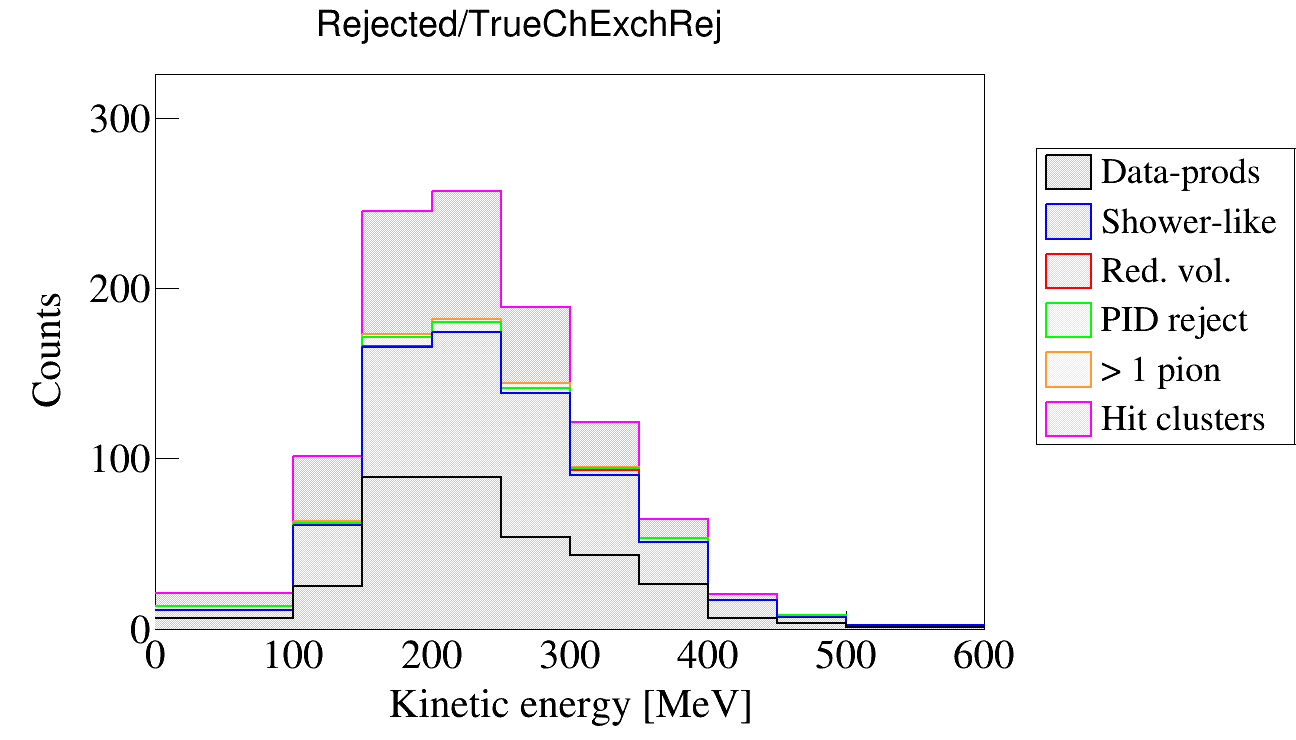 Rejected/TrueChExchRej
300
200
100
0
Counts
0 100 200 300 400 500 600
Kinetic energy [MeV]
Data-prods
Shower-like
Red. vol.
PID reject
> 1 pion
Hit clusters